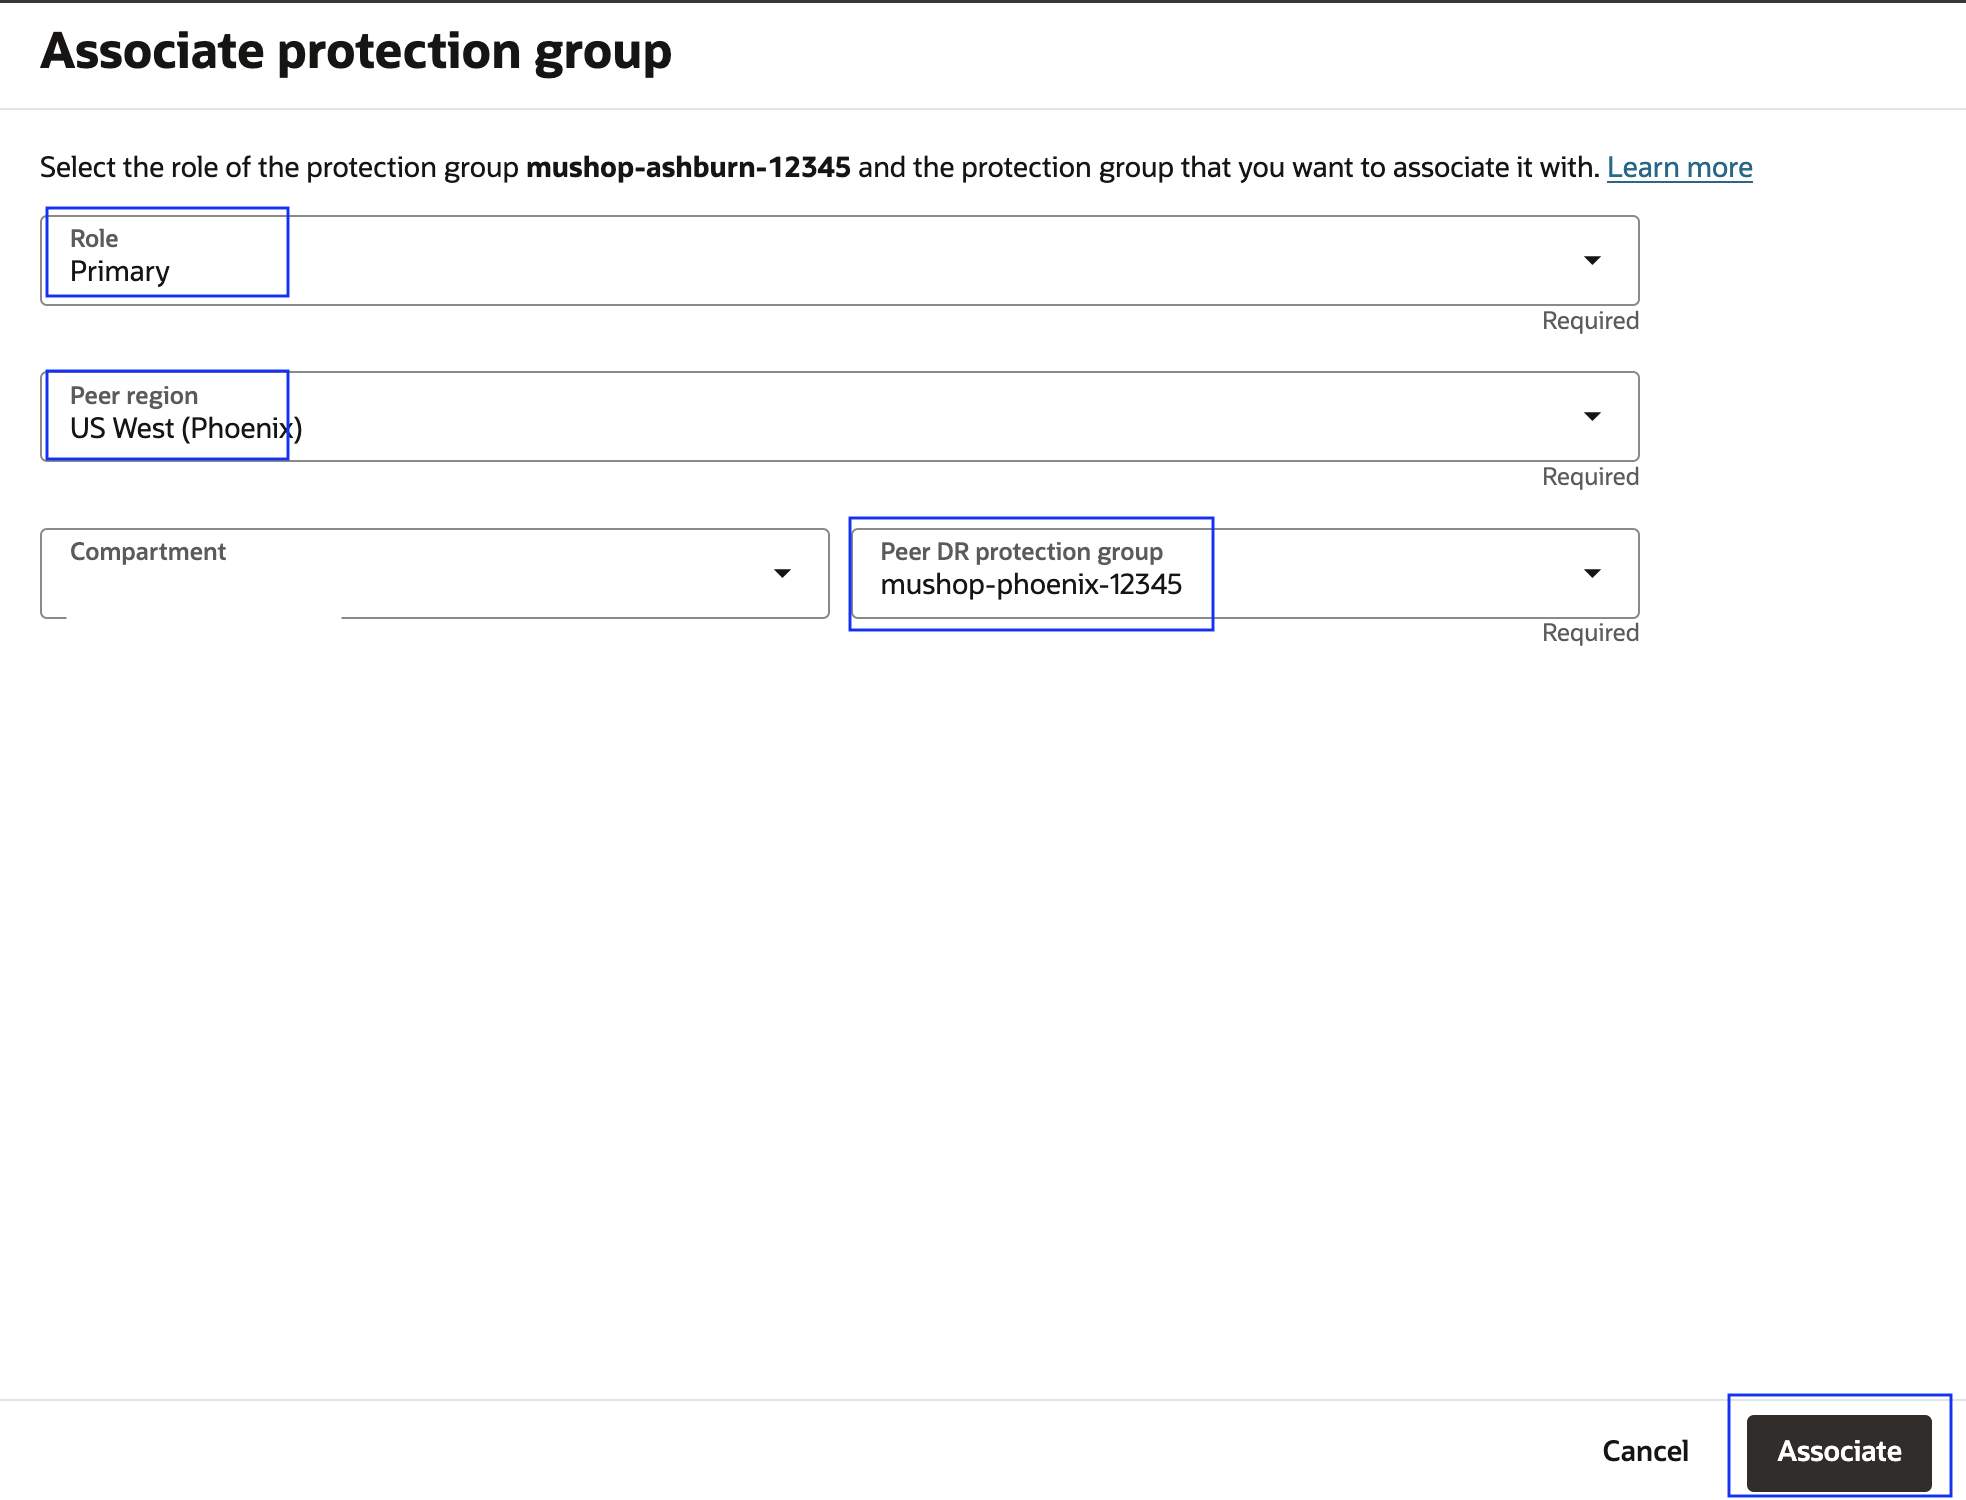 Associate protection group
Select the role of the protection group mushop-ashburn-12345 and the protection group that you want to associate it with. Learn more
Role
Primary
Required
Peer region
US West (Phoenix)
Required
Compartment
Peer DR protection group
mushop-phoenix-12345
Required
Cancel
Associate